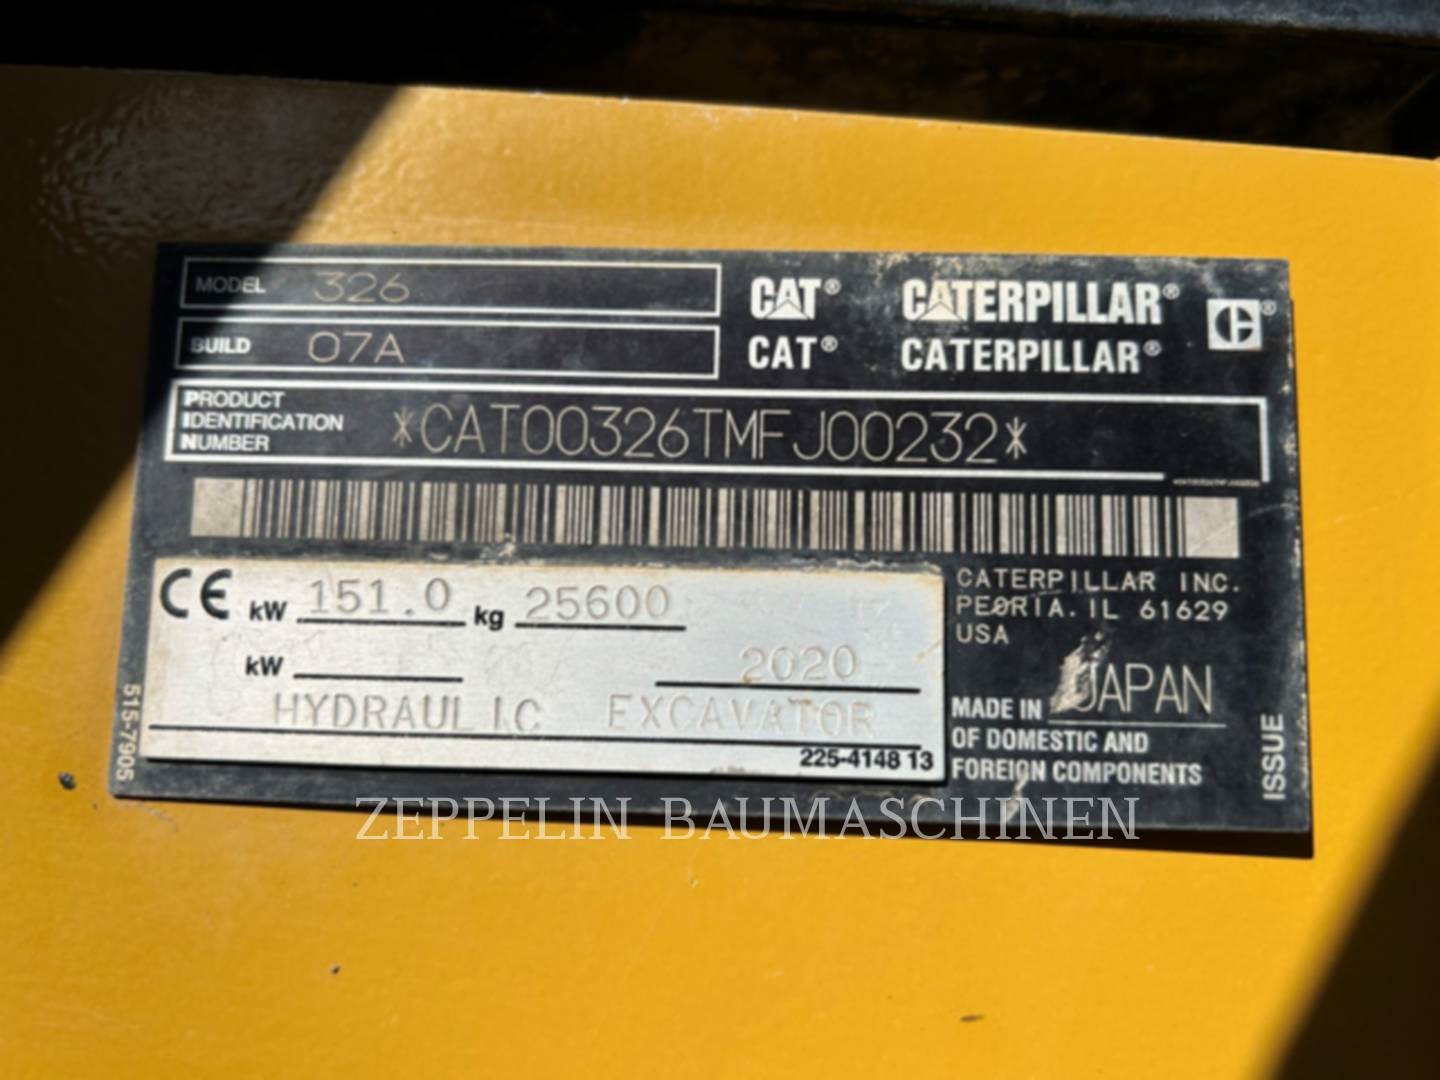 MODEL 326
BUILD 07A
CAT® CATERPILLAR®
CAT® CATERPILLAR®
PRODUCT
IDENTIFICATION
NUMBER
*CAT00326TMFJ00232*
CE kW 151.0 kg 25600
kW 2020
HYDRAULIC EXCAVATOR
225-4148 13
515-7905
CATERPILLAR INC.
PEORIA. IL 61629
USA
MADE IN JAPAN
OF DOMESTIC AND
FOREIGN COMPONENTS
ISSUE
ZEPPELIN BAUMASCHINEN